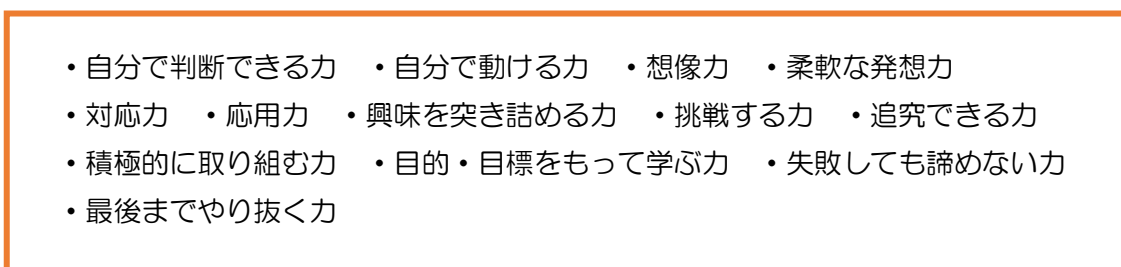 ・自分で判断できる力　・自分で動ける力　・想像力　・柔軟な発想力
・対応力　・応用力　・興味を突き詰める力　・挑戦する力　・追究できる力
・積極的に取り組む力　・目的・目標をもって学ぶ力　・失敗しても諦めない力
・最後までやり抜く力